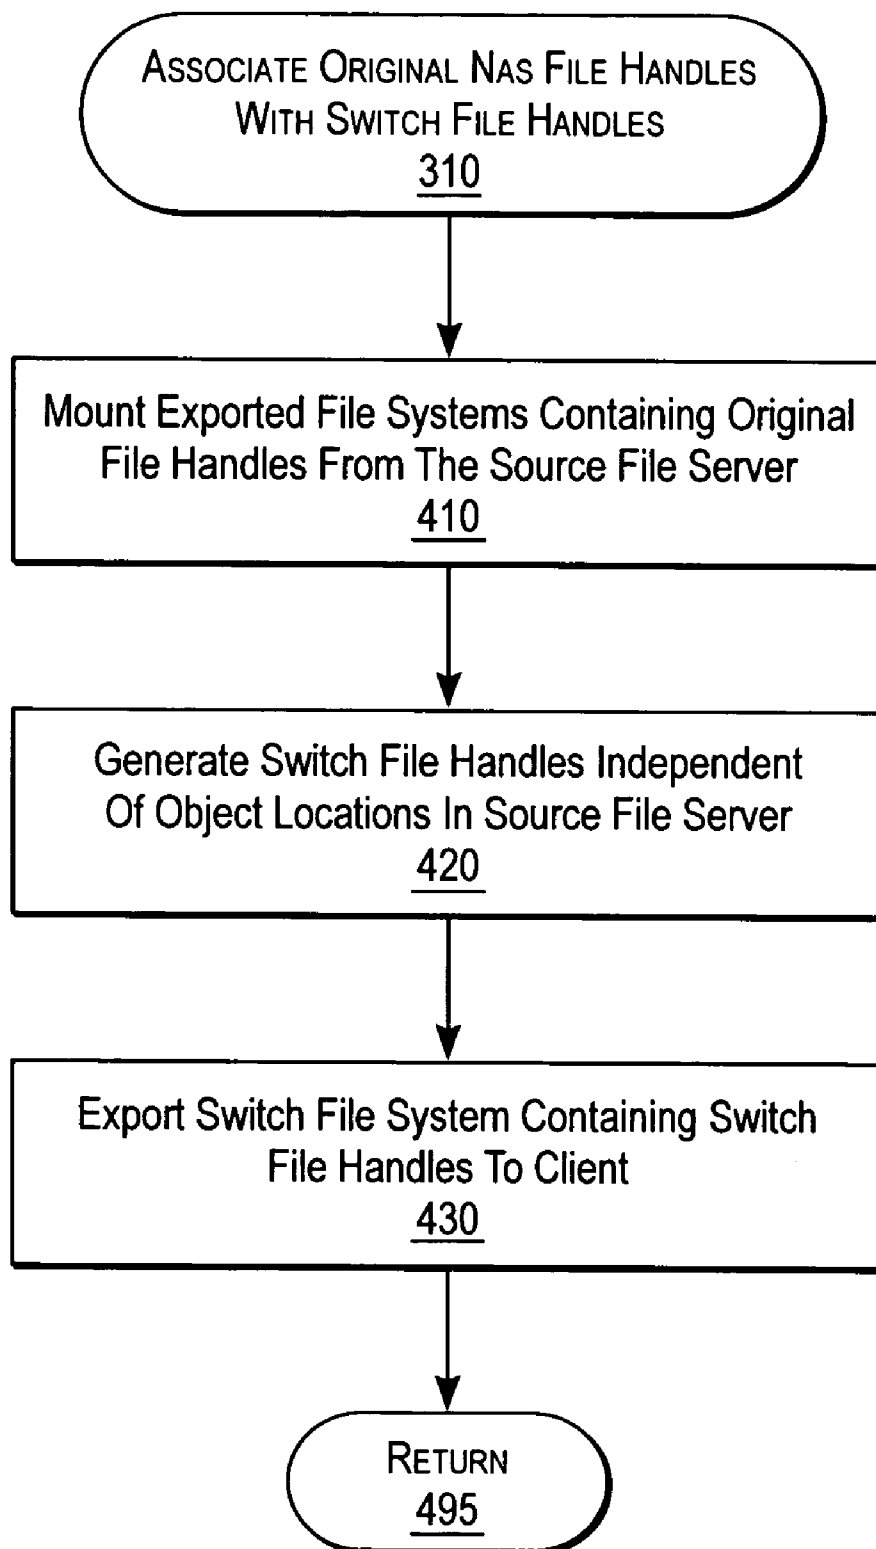 ASSOCIATE ORIGINAL NAS FILE HANDLES
WITH SWITCH FILE HANDLES
310
Mount Exported File Systems Containing Original
File Handles From The Source File Server
410
Generate Switch File Handles Independent
Of Object Locations In Source File Server
420
Export Switch File System Containing Switch
File Handles To Client
430
RETURN
495